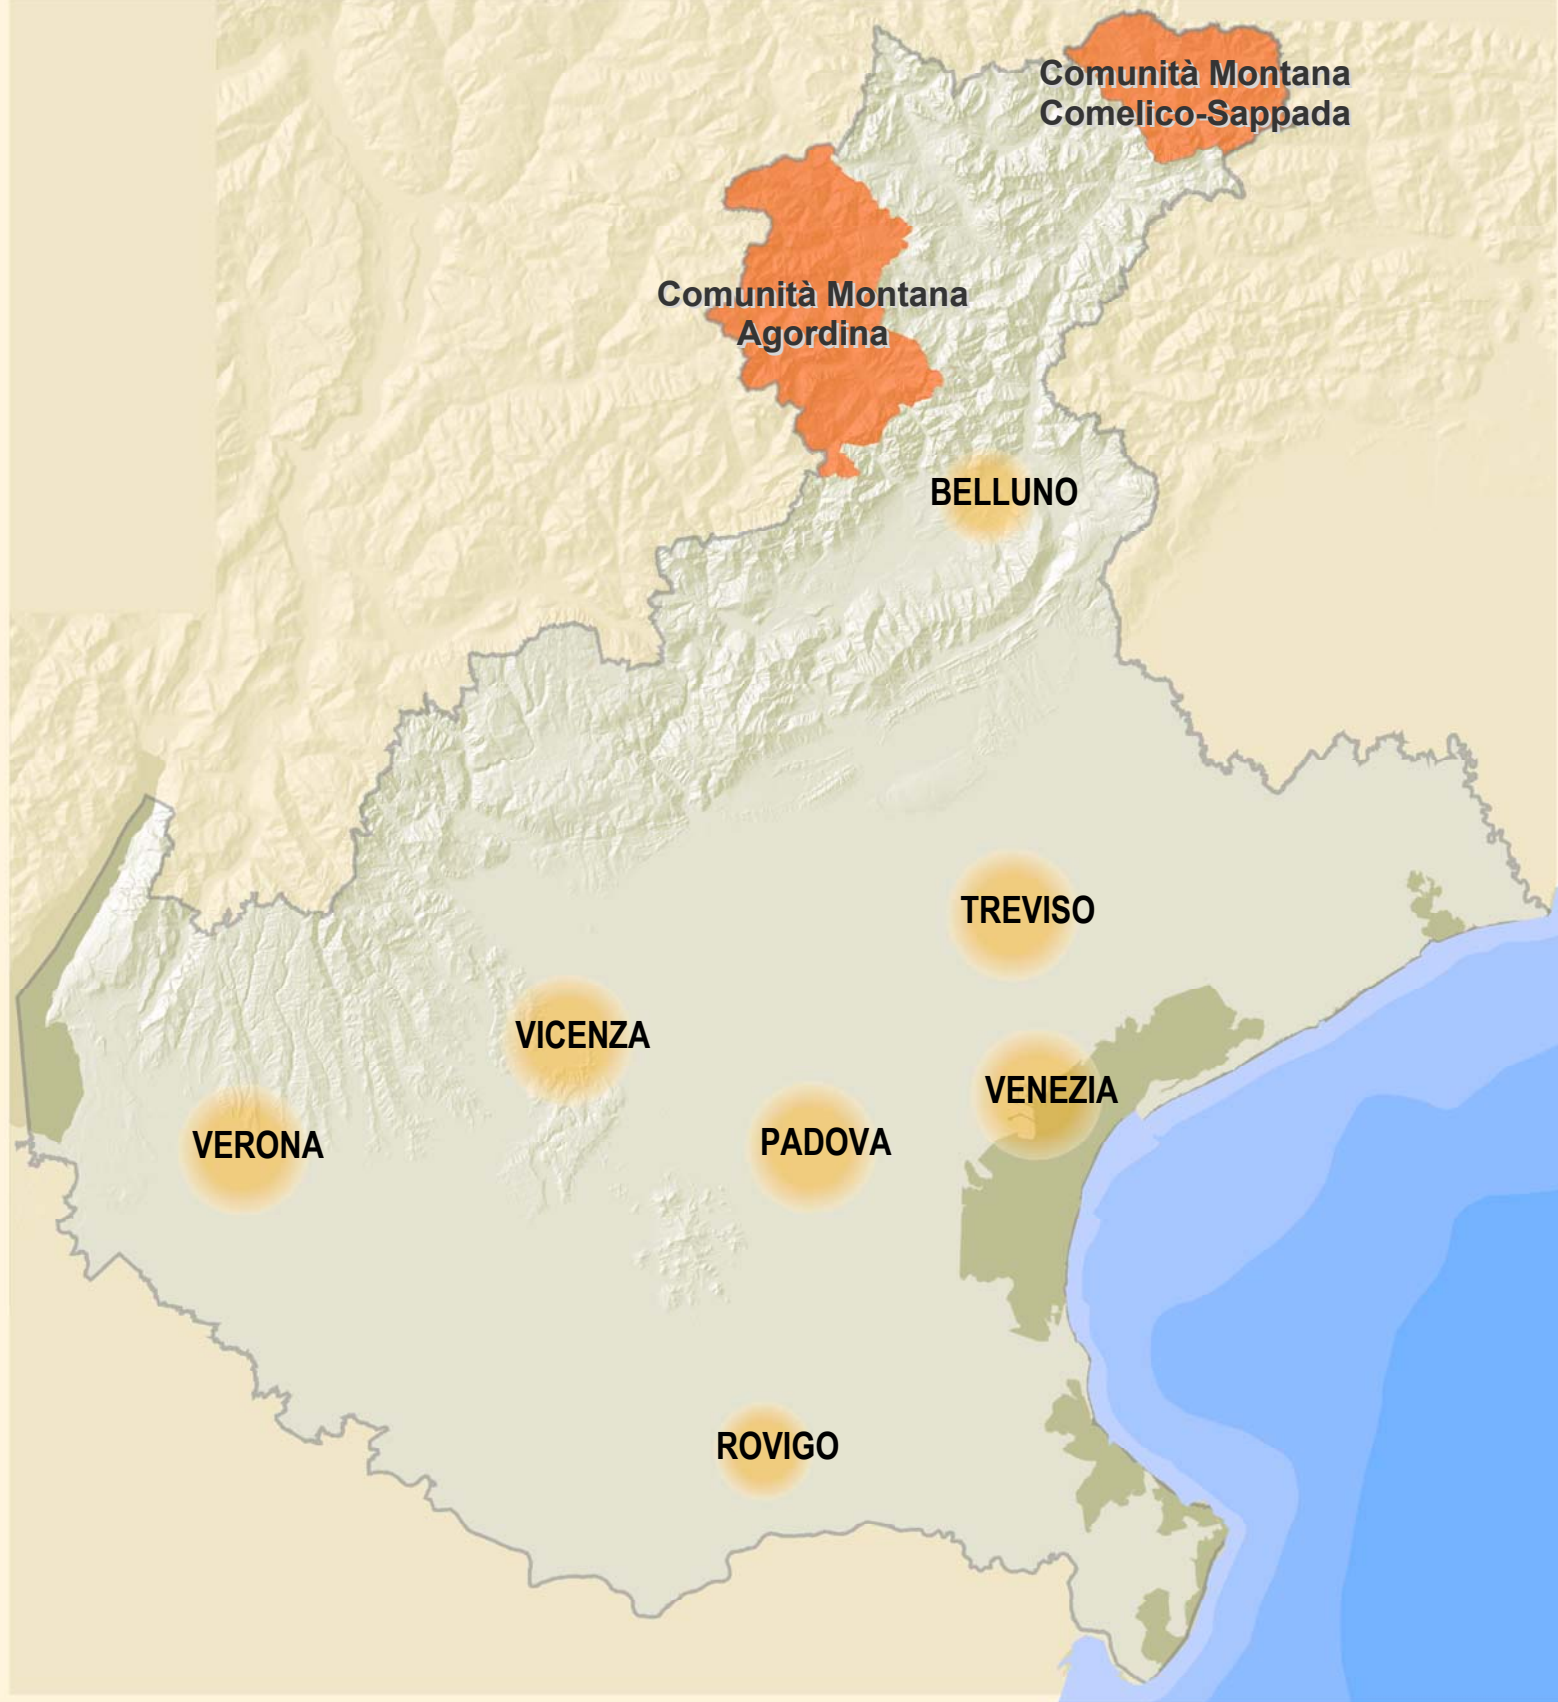 Comunità Montana
Comelico-Sappada
Comunità Montana
Agordina
BELLUNO
TREVISO
VICENZA
VENEZIA
VERONA
PADOVA
ROVIGO